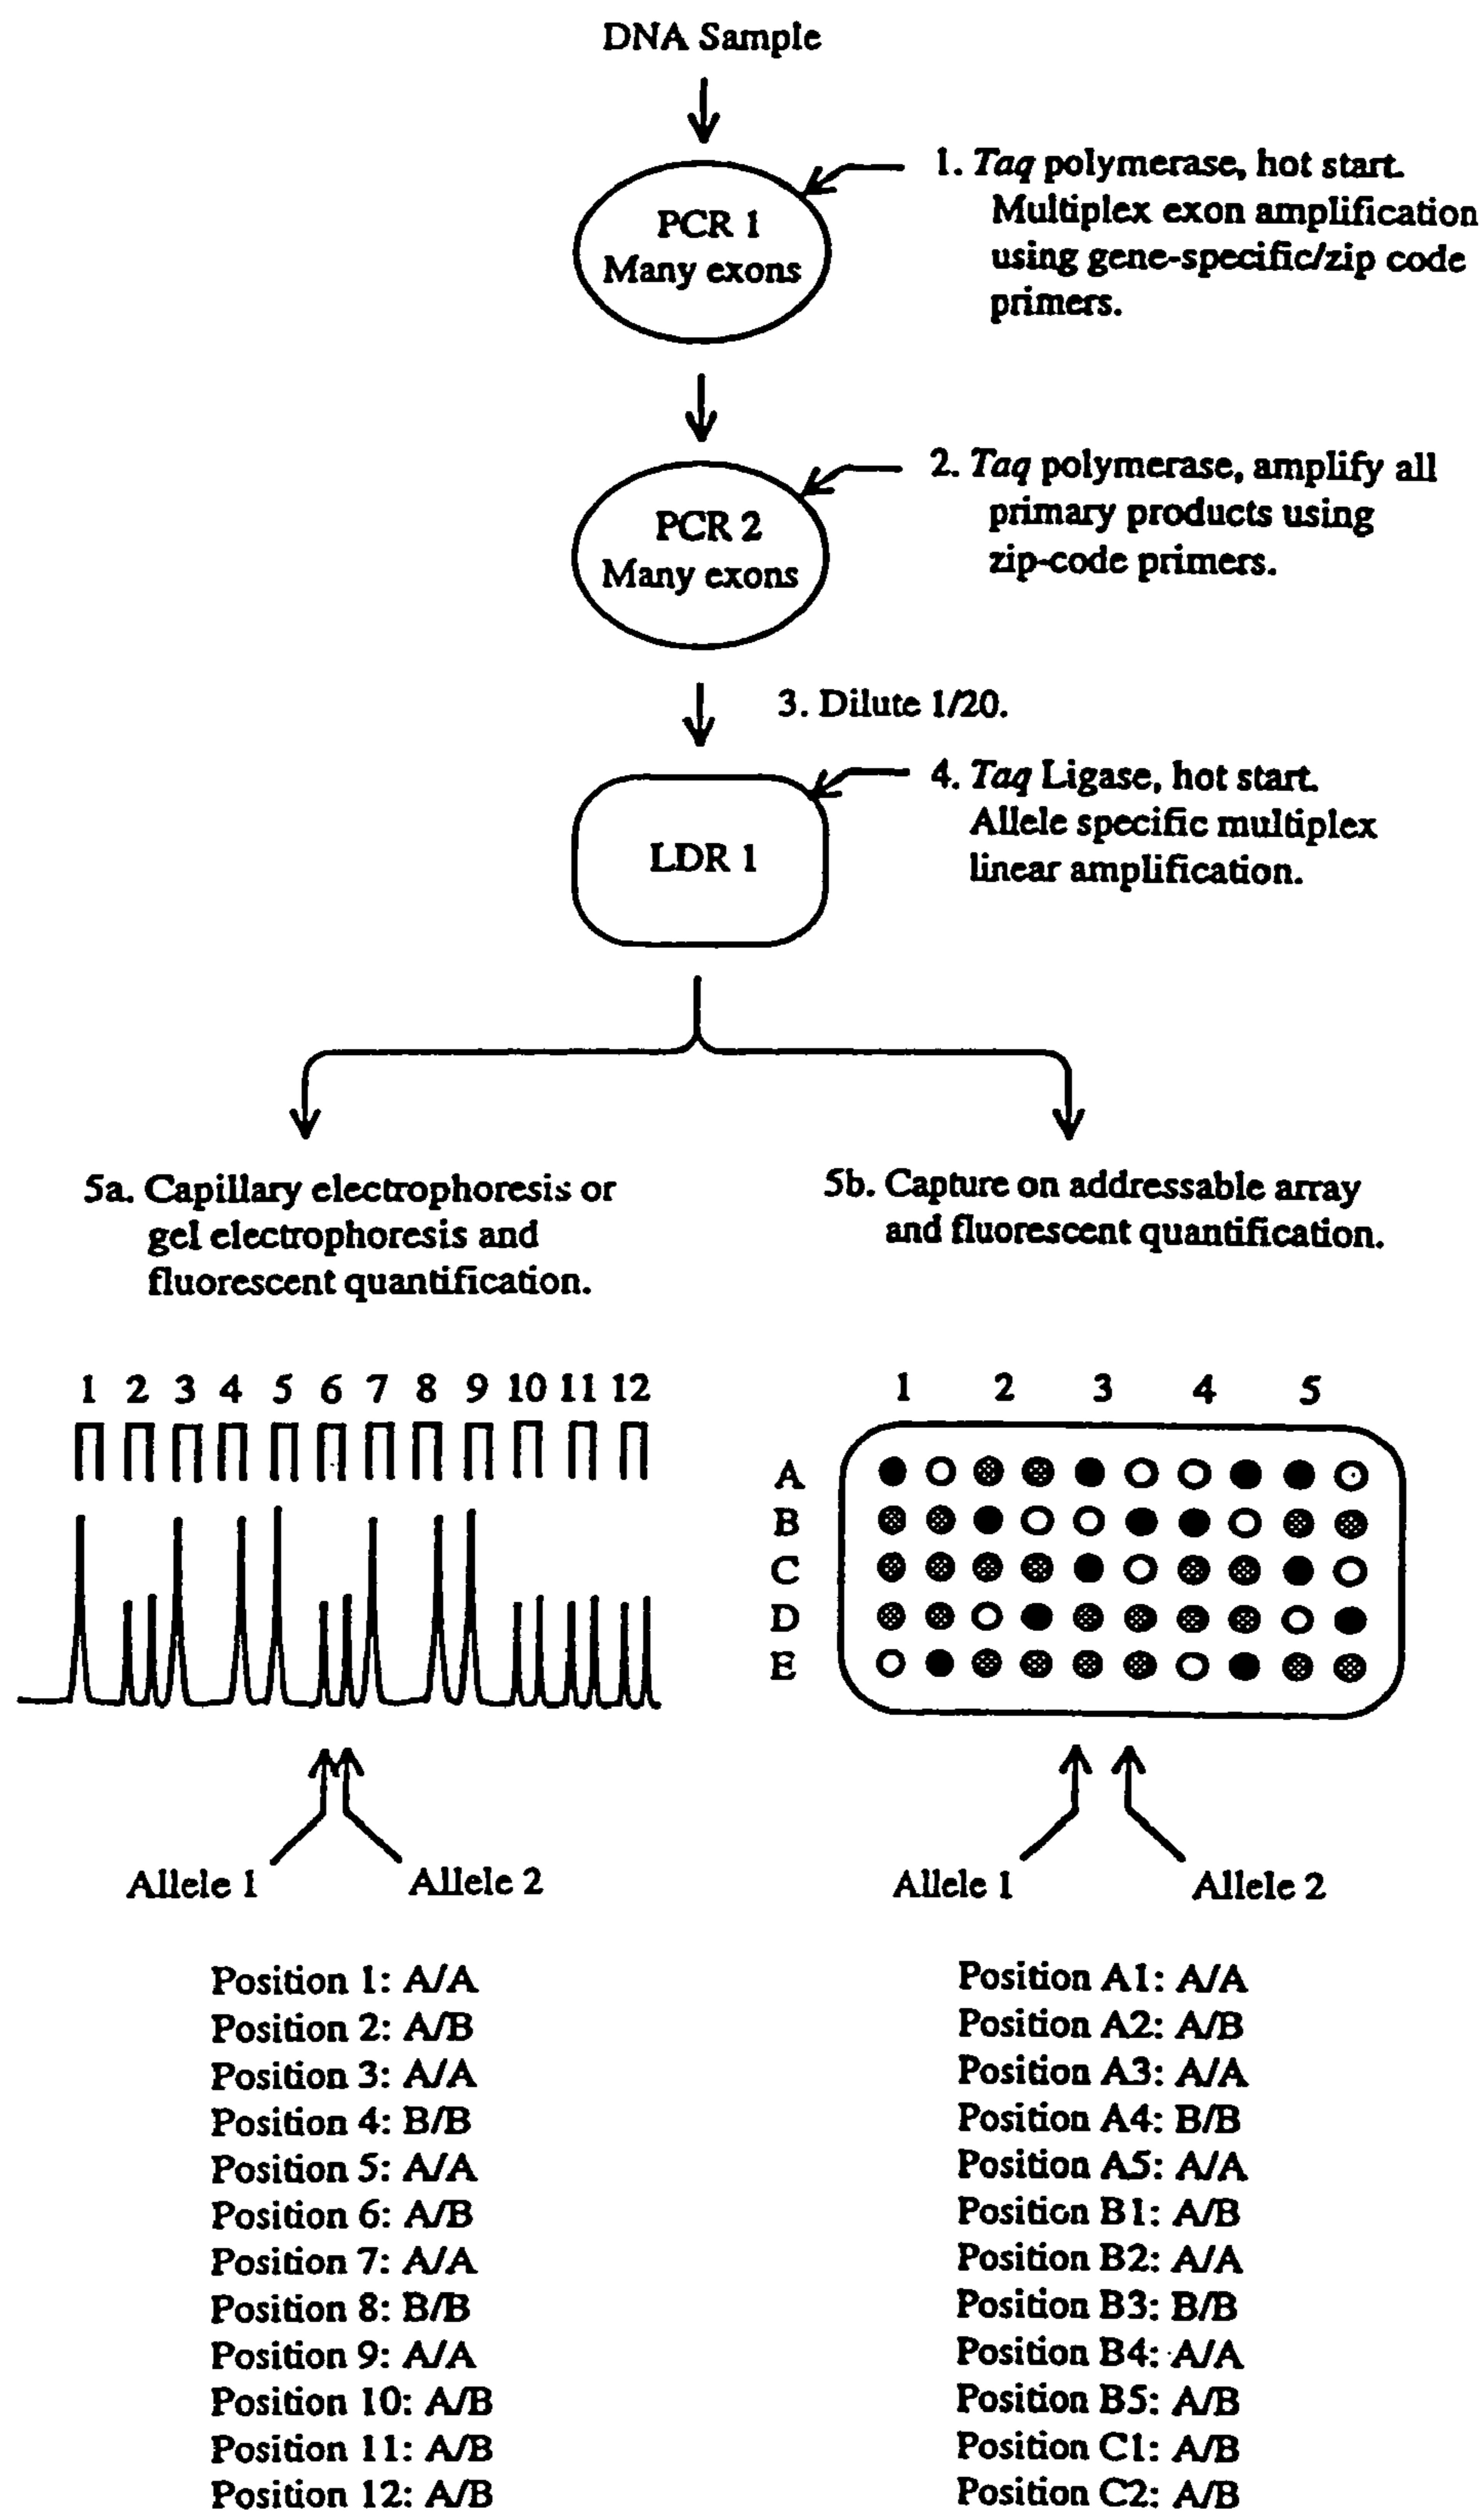 DNA Sample
PCR 1
Many exons
1. Taq polymerase, hot start.
Multiplex exon amplification
using gene-specific/zip code
primers.
PCR 2
Many exons
2. Taq polymerase, amplify all
primary products using
zip-code primers.
3. Dilute 1/20.
LDR 1
4. Taq Ligase, hot start.
Allele specific multiplex
linear amplification.
5a. Capillary electrophoresis or
gel electrophoresis and
fluorescent quantification.
5b. Capture on addressable array
and fluorescent quantification.
1 2 3 4 5 6 7 8 9 10 11 12
1 2 3 4 5
A
B
C
D
E
Allele 1 Allele 2
Allele 1 Allele 2
Position 1: A/A
Position 2: A/B
Position 3: A/A
Position 4: B/B
Position 5: A/A
Position 6: A/B
Position 7: A/A
Position 8: B/B
Position 9: A/A
Position 10: A/B
Position 11: A/B
Position 12: A/B
Position A1: A/A
Position A2: A/B
Position A3: A/A
Position A4: B/B
Position A5: A/A
Position B1: A/B
Position B2: A/A
Position B3: B/B
Position B4: A/A
Position B5: A/B
Position C1: A/B
Position C2: A/B